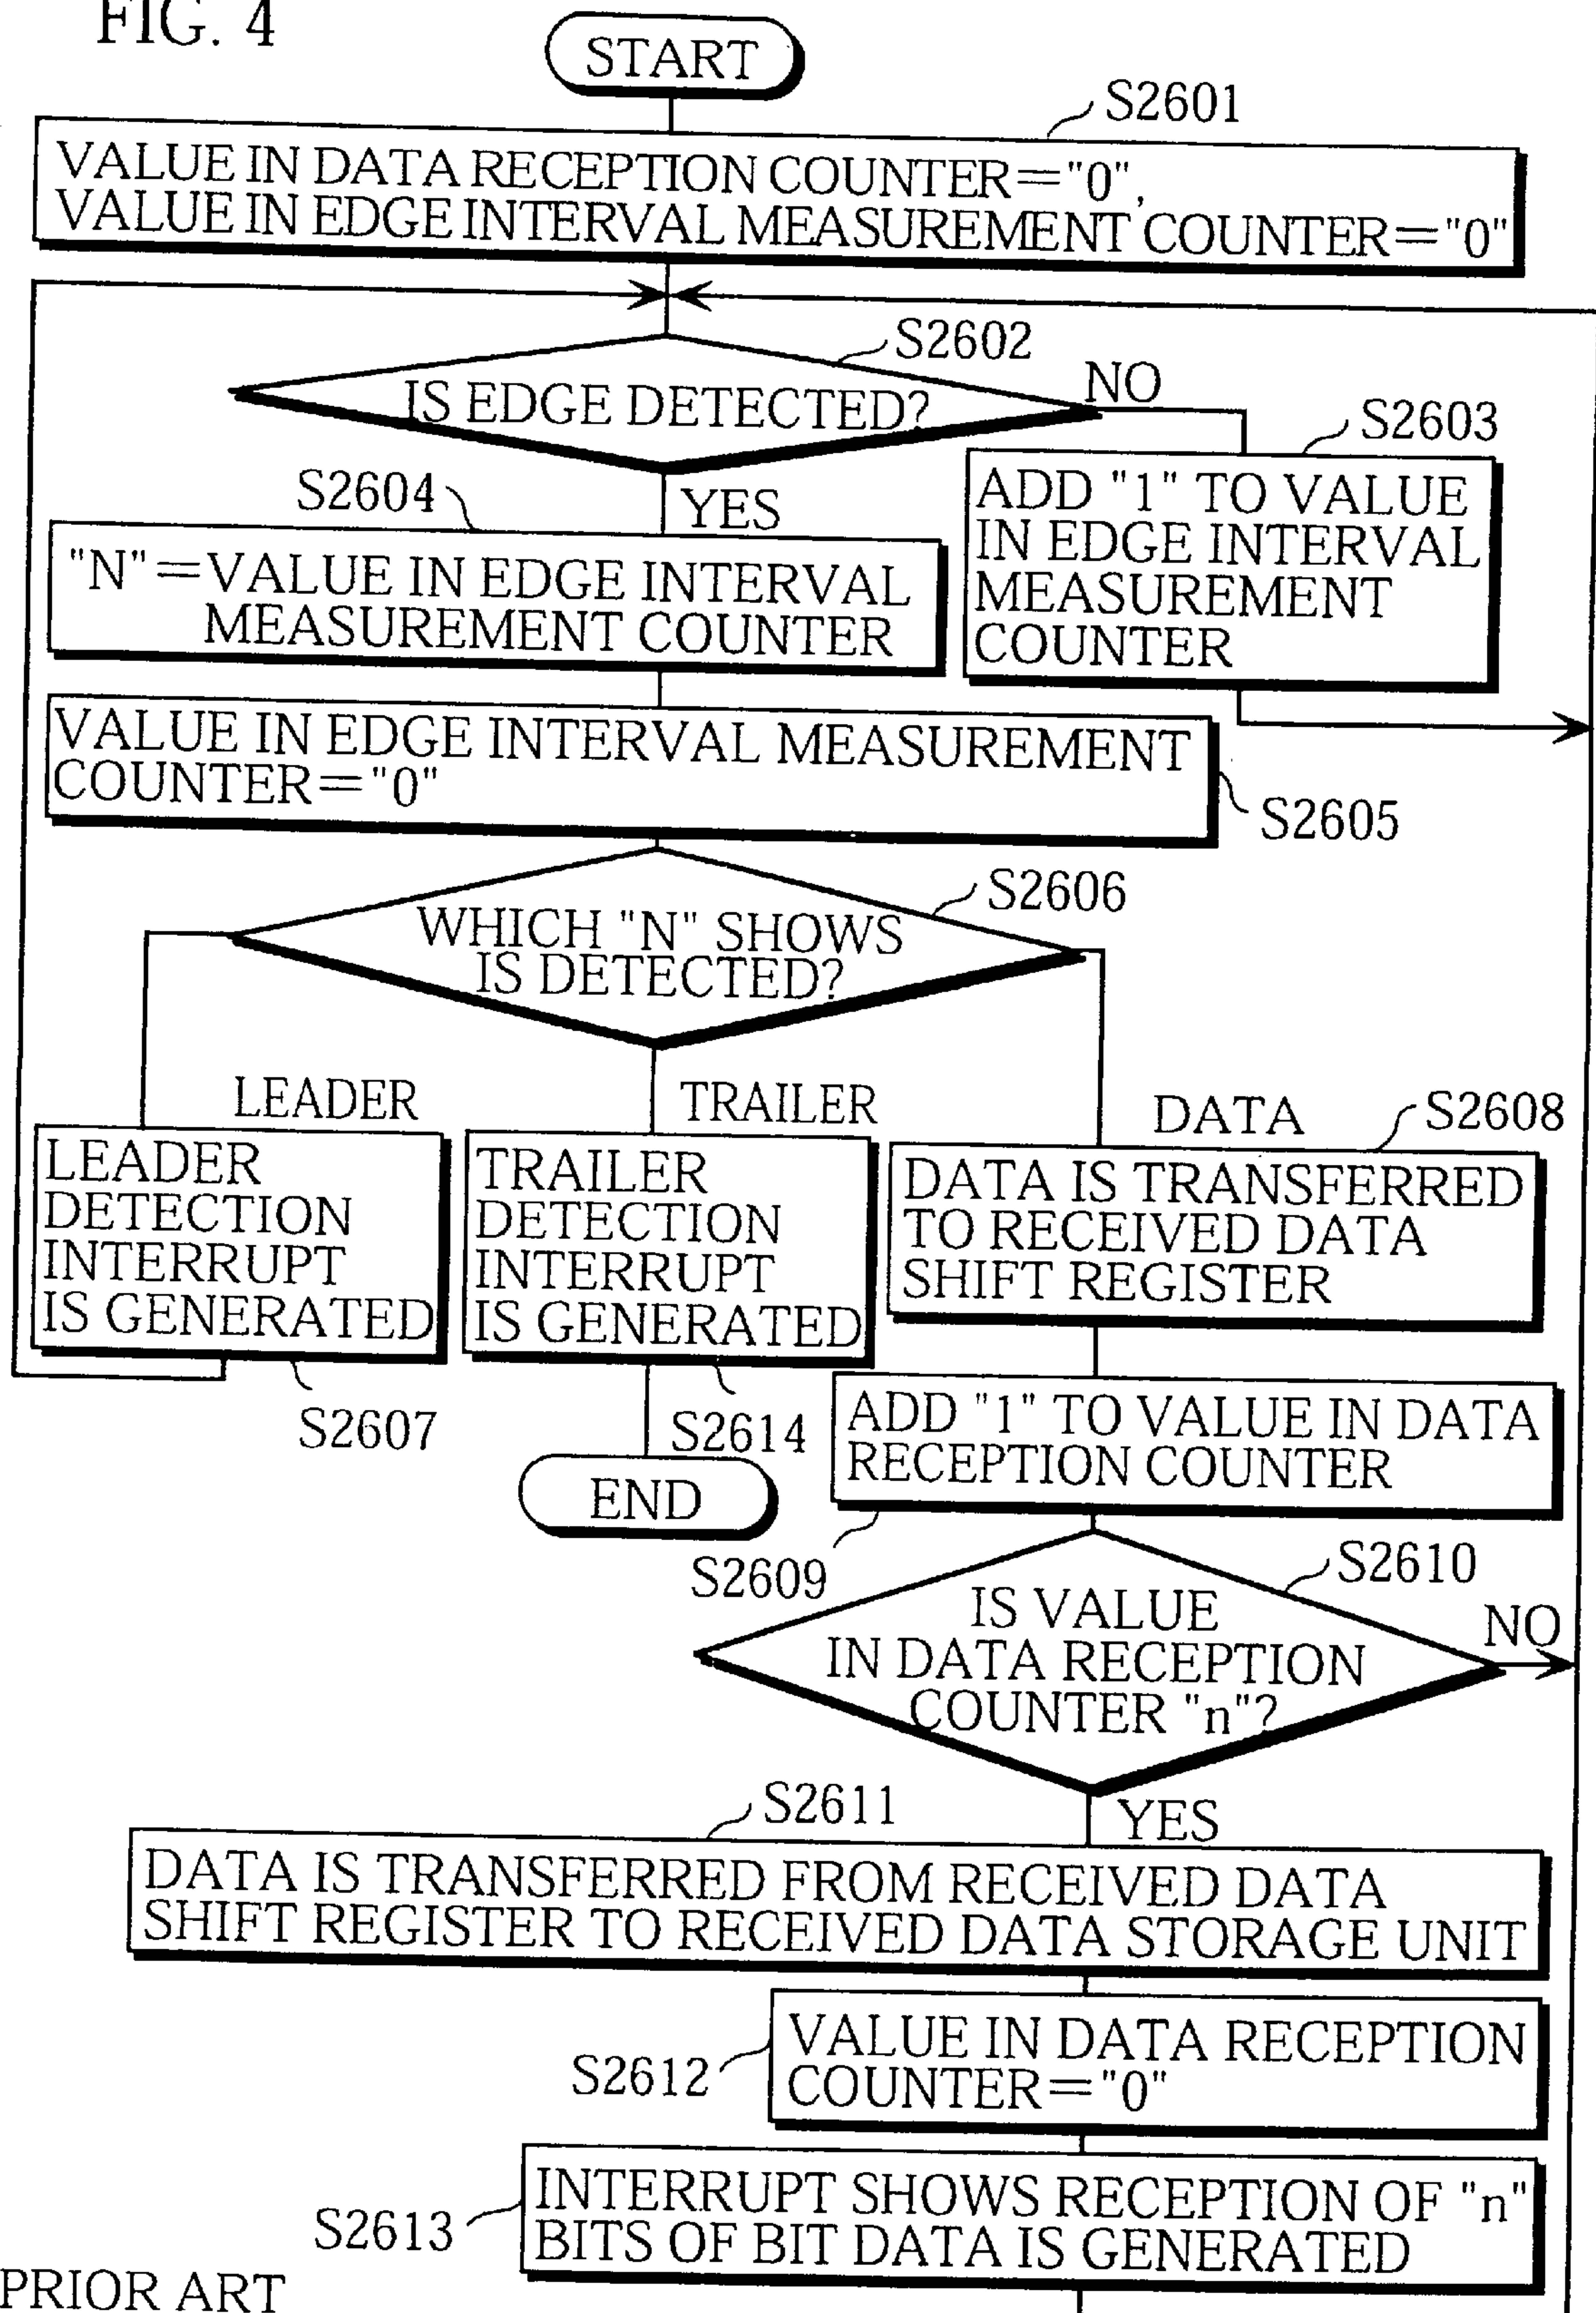 FIG. 4
START
S2601
VALUE IN DATA RECEPTION COUNTER="0",
VALUE IN EDGE INTERVAL MEASUREMENT COUNTER="0"
S2602
IS EDGE DETECTED?
NO
S2603
ADD "1" TO VALUE
IN EDGE INTERVAL
MEASUREMENT
COUNTER
YES
S2604
"N"=VALUE IN EDGE INTERVAL
MEASUREMENT COUNTER
VALUE IN EDGE INTERVAL MEASUREMENT
COUNTER="0"
S2605
S2606
WHICH "N" SHOWS
IS DETECTED?
LEADER
TRAILER
DATA
S2608
LEADER
DETECTION
INTERRUPT
IS GENERATED
S2607
TRAILER
DETECTION
INTERRUPT
IS GENERATED
S2614
END
DATA IS TRANSFERRED
TO RECEIVED DATA
SHIFT REGISTER
ADD "1" TO VALUE IN DATA
RECEPTION COUNTER
S2609
S2610
IS VALUE
IN DATA RECEPTION
COUNTER "n"?
NO
YES
S2611
DATA IS TRANSFERRED FROM RECEIVED DATA
SHIFT REGISTER TO RECEIVED DATA STORAGE UNIT
S2612
VALUE IN DATA RECEPTION
COUNTER="0"
S2613
INTERRUPT SHOWS RECEPTION OF "n"
BITS OF BIT DATA IS GENERATED
PRIOR ART